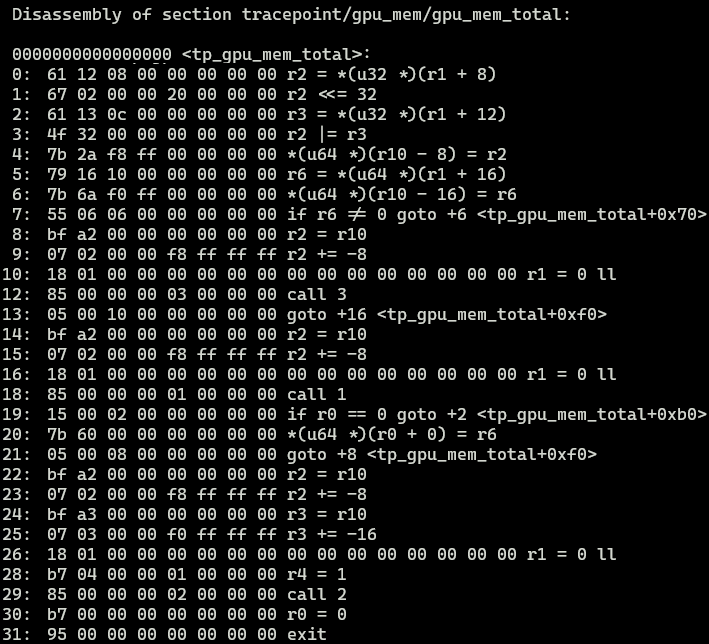 Disassembly of section tracepoint/gpu_mem/gpu_mem_total:
0000000000000000 <tp_gpu_mem_total>:
0: 61 12 08 00 00 00 00 00 r2 = *(u32 *)(r1 + 8)
1: 67 02 00 00 20 00 00 00 r2 <<= 32
2: 61 13 0c 00 00 00 00 00 r3 = *(u32 *)(r1 + 12)
3: 4f 32 00 00 00 00 00 00 r2 |= r3
4: 7b 2a f8 ff 00 00 00 00 *(u64 *)(r10 - 8) = r2
5: 79 16 10 00 00 00 00 00 r6 = *(u64 *)(r1 + 16)
6: 7b 6a f0 ff 00 00 00 00 *(u64 *)(r10 - 16) = r6
7: 55 06 06 00 00 00 00 00 if r6 != 0 goto +6 <tp_gpu_mem_total+0x70>
8: bf a2 00 00 00 00 00 00 r2 = r10
9: 07 02 00 00 f8 ff ff ff r2 += -8
10: 18 01 00 00 00 00 00 00 00 00 00 00 00 00 00 00 r1 = 0 ll
12: 85 00 00 00 03 00 00 00 call 3
13: 05 00 10 00 00 00 00 00 goto +16 <tp_gpu_mem_total+0xf0>
14: bf a2 00 00 00 00 00 00 r2 = r10
15: 07 02 00 00 f8 ff ff ff r2 += -8
16: 18 01 00 00 00 00 00 00 00 00 00 00 00 00 00 00 r1 = 0 ll
18: 85 00 00 00 01 00 00 00 call 1
19: 15 00 02 00 00 00 00 00 if r0 == 0 goto +2 <tp_gpu_mem_total+0xb0>
20: 7b 60 00 00 00 00 00 00 *(u64 *)(r0 + 0) = r6
21: 05 00 08 00 00 00 00 00 goto +8 <tp_gpu_mem_total+0xf0>
22: bf a2 00 00 00 00 00 00 r2 = r10
23: 07 02 00 00 f8 ff ff ff r2 += -8
24: bf a3 00 00 00 00 00 00 r3 = r10
25: 07 03 00 00 f0 ff ff ff r3 += -16
26: 18 01 00 00 00 00 00 00 00 00 00 00 00 00 00 00 r1 = 0 ll
28: b7 04 00 00 01 00 00 00 r4 = 1
29: 85 00 00 00 02 00 00 00 call 2
30: b7 00 00 00 00 00 00 00 r0 = 0
31: 95 00 00 00 00 00 00 00 exit